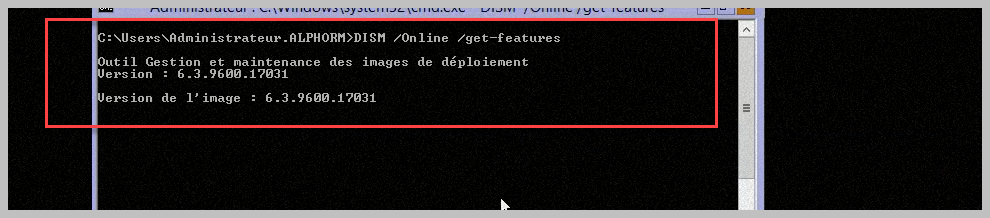 Administrateur : C:\Windows\system32\cmd.exe - DISM /Online /get-features
C:\Users\Administrateur.ALPHORM>DISM /Online /get-features
Outil Gestion et maintenance des images de déploiement
Version : 6.3.9600.17031
Version de l'image : 6.3.9600.17031